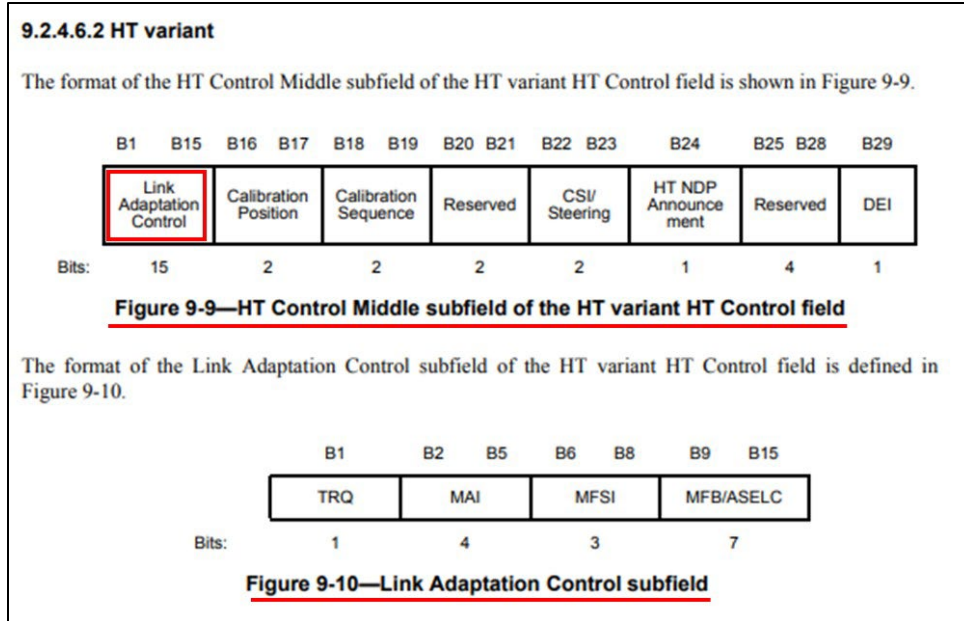 9.2.4.6.2 HT variant
The format of the HT Control Middle subfield of the HT variant HT Control field is shown in Figure 9-9.
B1 B15 B16 B17 B18 B19 B20 B21 B22 B23 B24 B25 B28 B29
Link
Adaptation
Control
Calibration
Position
Calibration
Sequence
Reserved
CSI/
Steering
HT NDP
Announce
ment
Reserved
DEI
Bits: 15 2 2 2 2 1 4 1
Figure 9-9—HT Control Middle subfield of the HT variant HT Control field
The format of the Link Adaptation Control subfield of the HT variant HT Control field is defined in
Figure 9-10.
B1 B2 B5 B6 B8 B9 B15
TRQ MAI MFSI MFB/ASELC
Bits: 1 4 3 7
Figure 9-10—Link Adaptation Control subfield